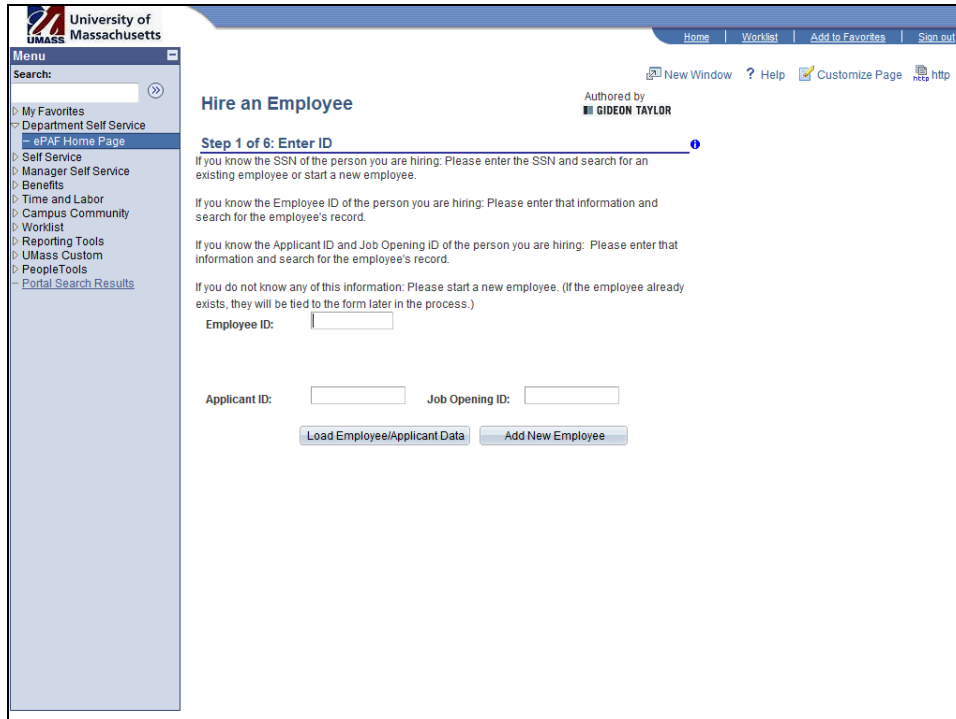 University of
Massachusetts
UMASS
Home | Worklist | Add to Favorites | Sign out
Menu
Search:
New Window ? Help Customize Page http
My Favorites
Department Self Service
– ePAF Home Page
Self Service
Manager Self Service
Benefits
Time and Labor
Campus Community
Worklist
Reporting Tools
UMass Custom
PeopleTools
– Portal Search Results
Hire an Employee
Authored by
GIDEON TAYLOR
Step 1 of 6: Enter ID
If you know the SSN of the person you are hiring: Please enter the SSN and search for an
existing employee or start a new employee.
If you know the Employee ID of the person you are hiring: Please enter that information and
search for the employee's record.
If you know the Applicant ID and Job Opening iD of the person you are hiring:  Please enter that
information and search for the employee's record.
If you do not know any of this information: Please start a new employee. (If the employee already
exists, they will be tied to the form later in the process.)
Employee ID:
Applicant ID: Job Opening ID:
Load Employee/Applicant Data Add New Employee